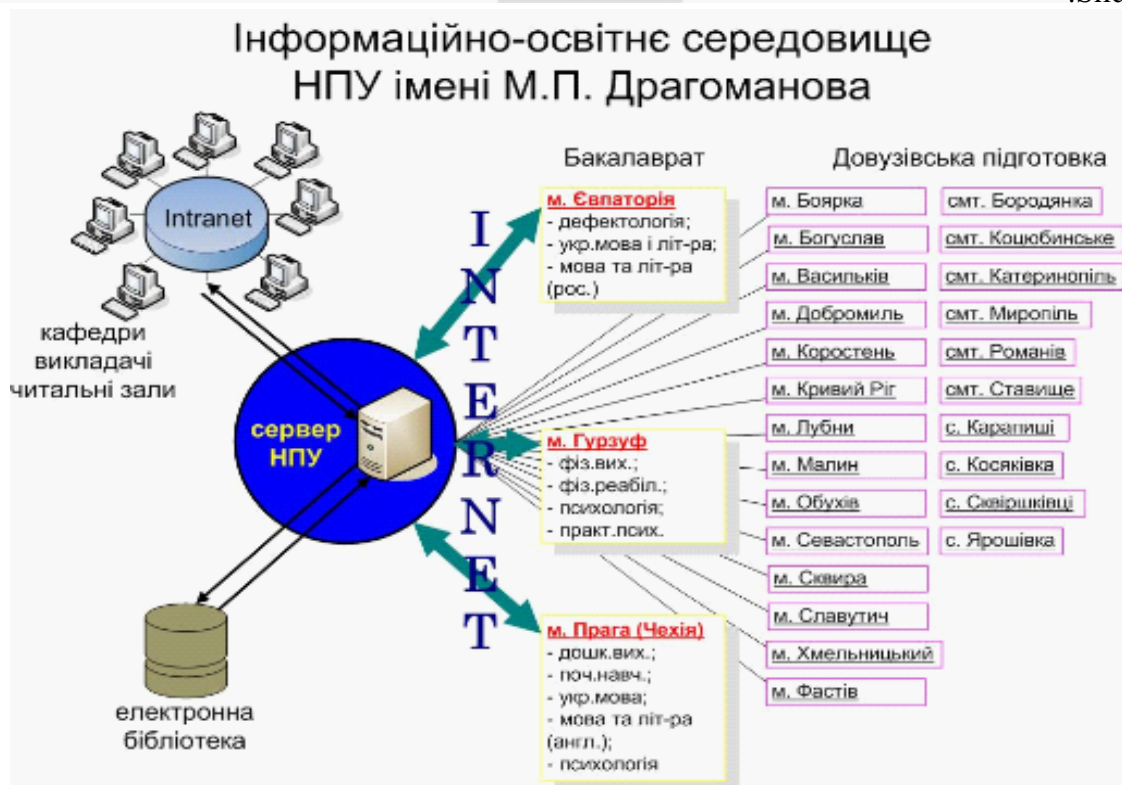 Інформаційно-освітнє середовище
НПУ імені М.П. Драгоманова
Intranet
кафедри
викладачі
читальні зали
сервер
НПУ
електронна
бібліотека
INTERNET
Бакалаврат
м. Євпаторія
- дефектологія;
- укр.мова і літ-ра;
- мова та літ-ра
(рос.)
м. Гурзуф
- фіз.вих.;
- фіз.реабіл.;
- психологія;
- практ.псих.
м. Прага (Чехія)
- дошк.вих.;
- поч.навч.;
- укр.мова;
- мова та літ-ра
(англ.);
- психологія
Довузівська підготовка
м. Боярка
м. Богуслав
м. Васильків
м. Добромиль
м. Коростень
м. Кривий Ріг
м. Лубни
м. Малин
м. Обухів
м. Севастополь
м. Сквира
м. Славутич
м. Хмельницький
м. Фастів
смт. Бородянка
смт. Коцюбинське
смт. Катеринопіль
смт. Миропіль
смт. Романів
смт. Ставище
с. Карапиші
с. Косяківка
с. Сквіршківці
с. Ярошівка